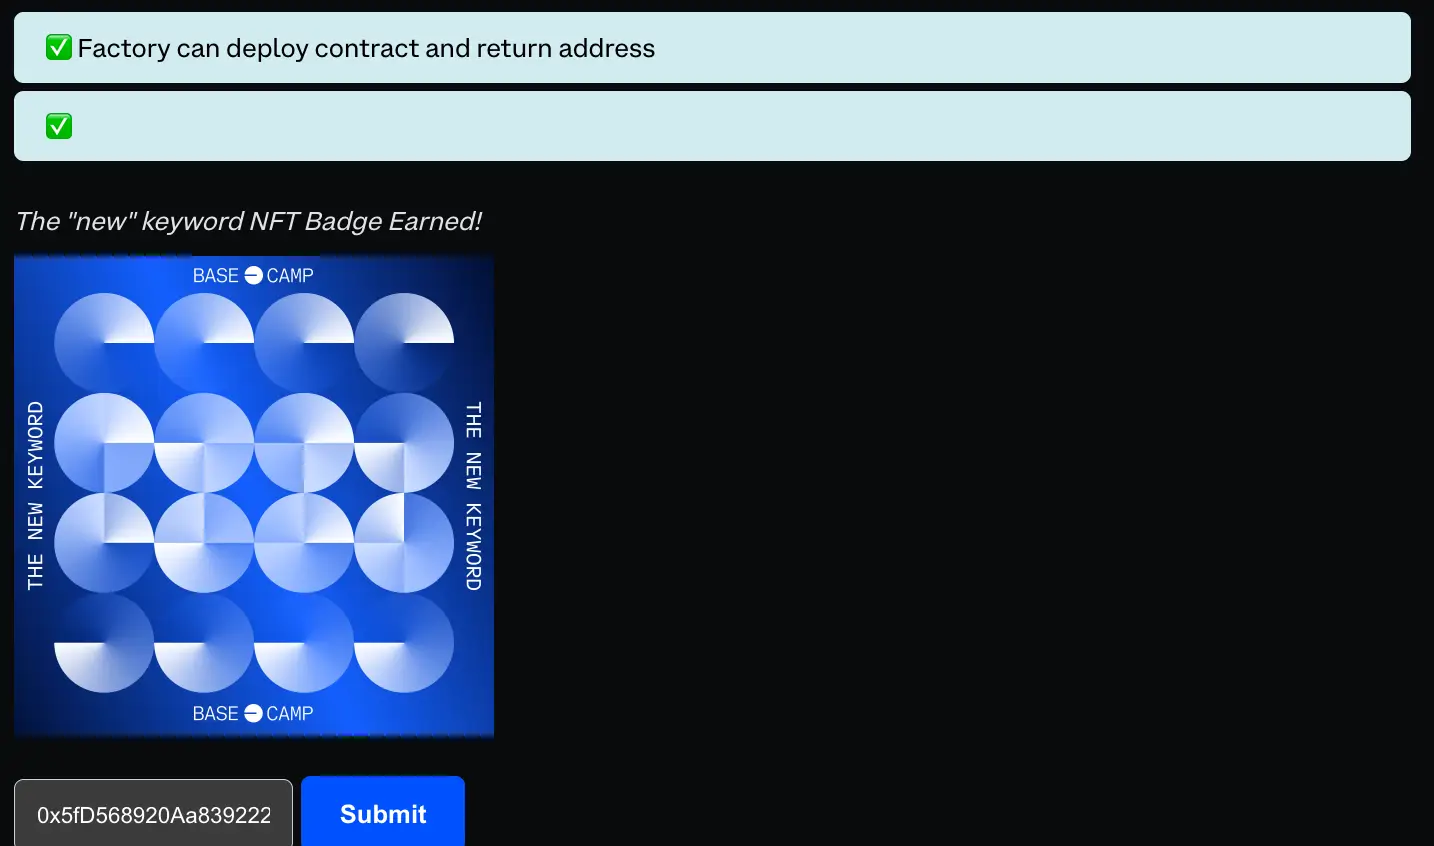 ✅ Factory can deploy contract and return address
✅
The "new" keyword NFT Badge Earned!
BASE CAMP
THE NEW KEYWORD
THE NEW KEYWORD
BASE CAMP
0x5fD568920Aa839222
Submit